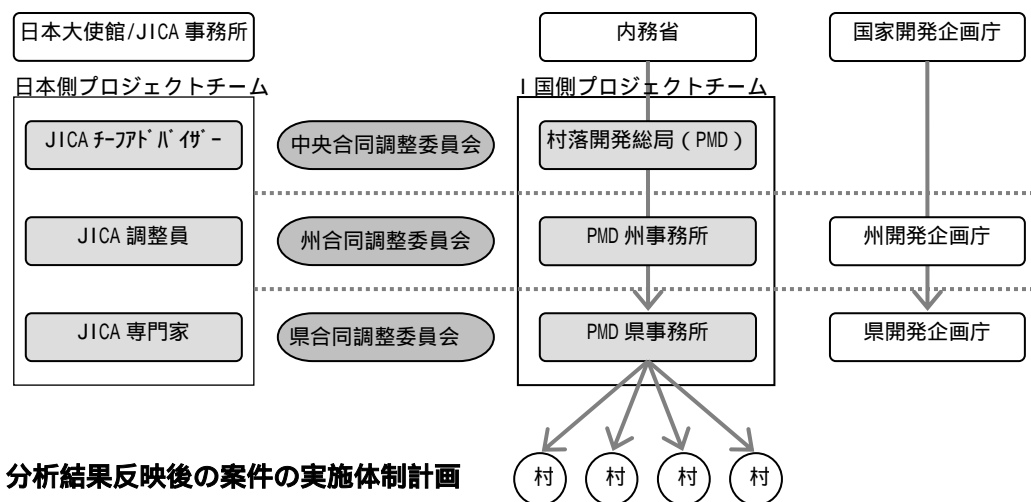 日本大使館/JICA 事務所
内務省
国家開発企画庁
日本側プロジェクトチーム
I 国側プロジェクトチーム
JICA ﾁｰﾌｱﾄﾞﾊﾞｲｻﾞｰ
中央合同調整委員会
村落開発総局（PMD）
JICA 調整員
州合同調整委員会
PMD 州事務所
州開発企画庁
JICA 専門家
県合同調整委員会
PMD 県事務所
県開発企画庁
分析結果反映後の案件の実施体制計画
村
村
村
村